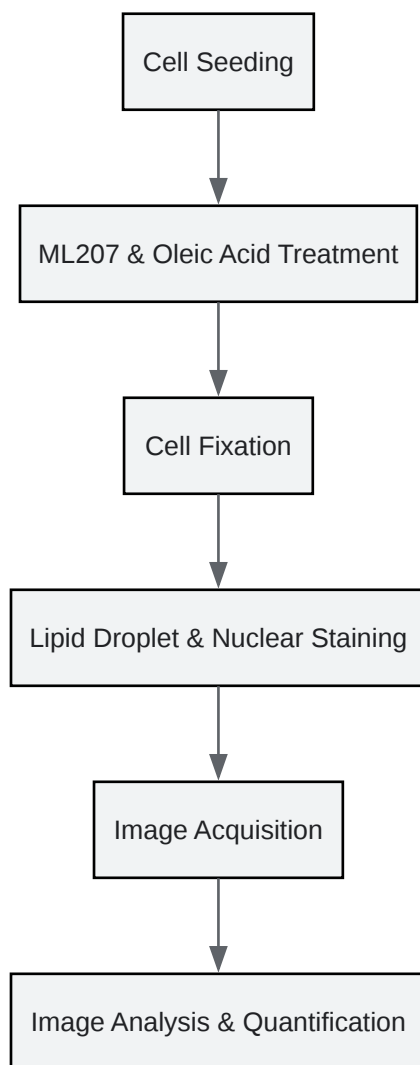 Cell Seeding
ML207 & Oleic Acid Treatment
Cell Fixation
Lipid Droplet & Nuclear Staining
Image Acquisition
Image Analysis & Quantification